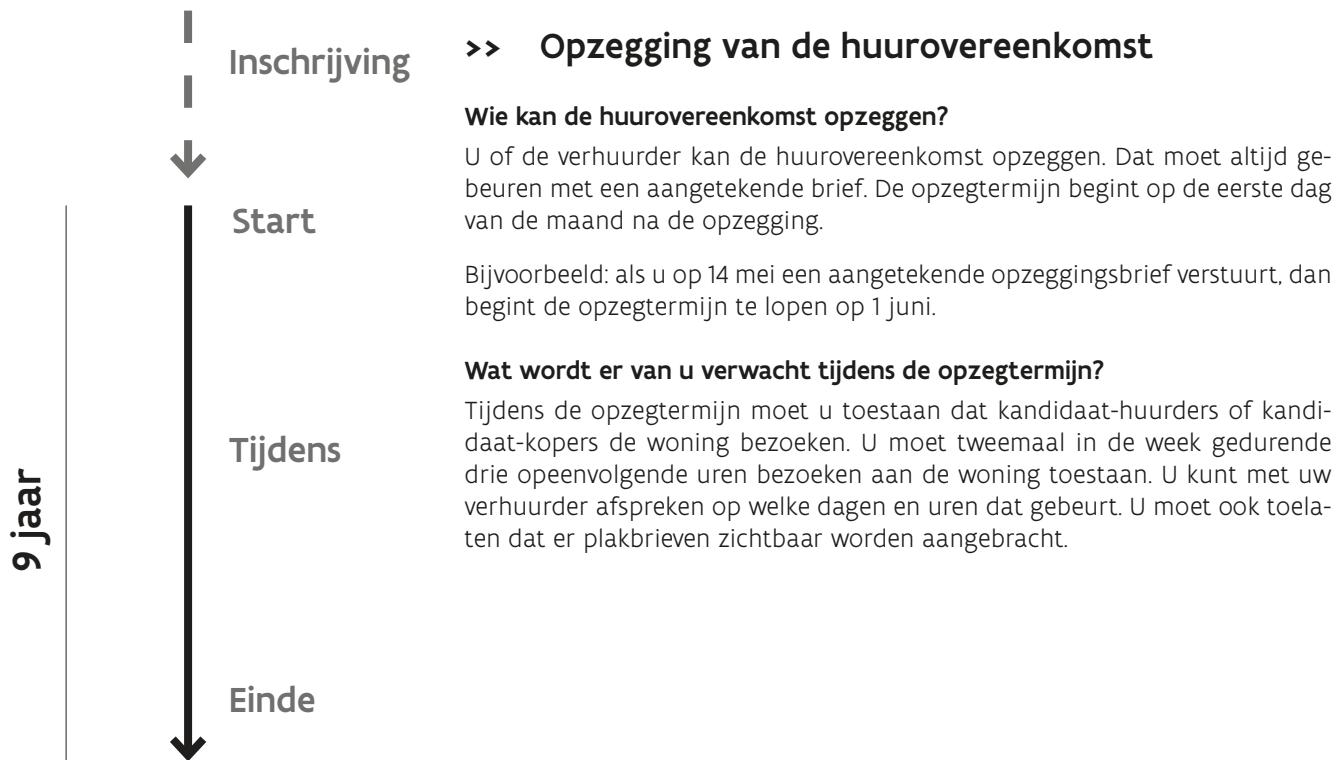 Inschrijving
Start
Tijdens
Einde
9 jaar
>> Opzegging van de huurovereenkomst
Wie kan de huurovereenkomst opzeggen?
U of de verhuurder kan de huurovereenkomst opzeggen. Dat moet altijd ge-
beuren met een aangetekende brief. De opzegtermijn begint op de eerste dag
van de maand na de opzegging.
Bijvoorbeeld: als u op 14 mei een aangetekende opzeggingsbrief verstuurt, dan
begint de opzegtermijn te lopen op 1 juni.
Wat wordt er van u verwacht tijdens de opzegtermijn?
Tijdens de opzegtermijn moet u toestaan dat kandidaat-huurders of kandi-
daat-kopers de woning bezoeken. U moet tweemaal in de week gedurende
drie opeenvolgende uren bezoeken aan de woning toestaan. U kunt met uw
verhuurder afspreken op welke dagen en uren dat gebeurt. U moet ook toela-
ten dat er plakbrieven zichtbaar worden aangebracht.